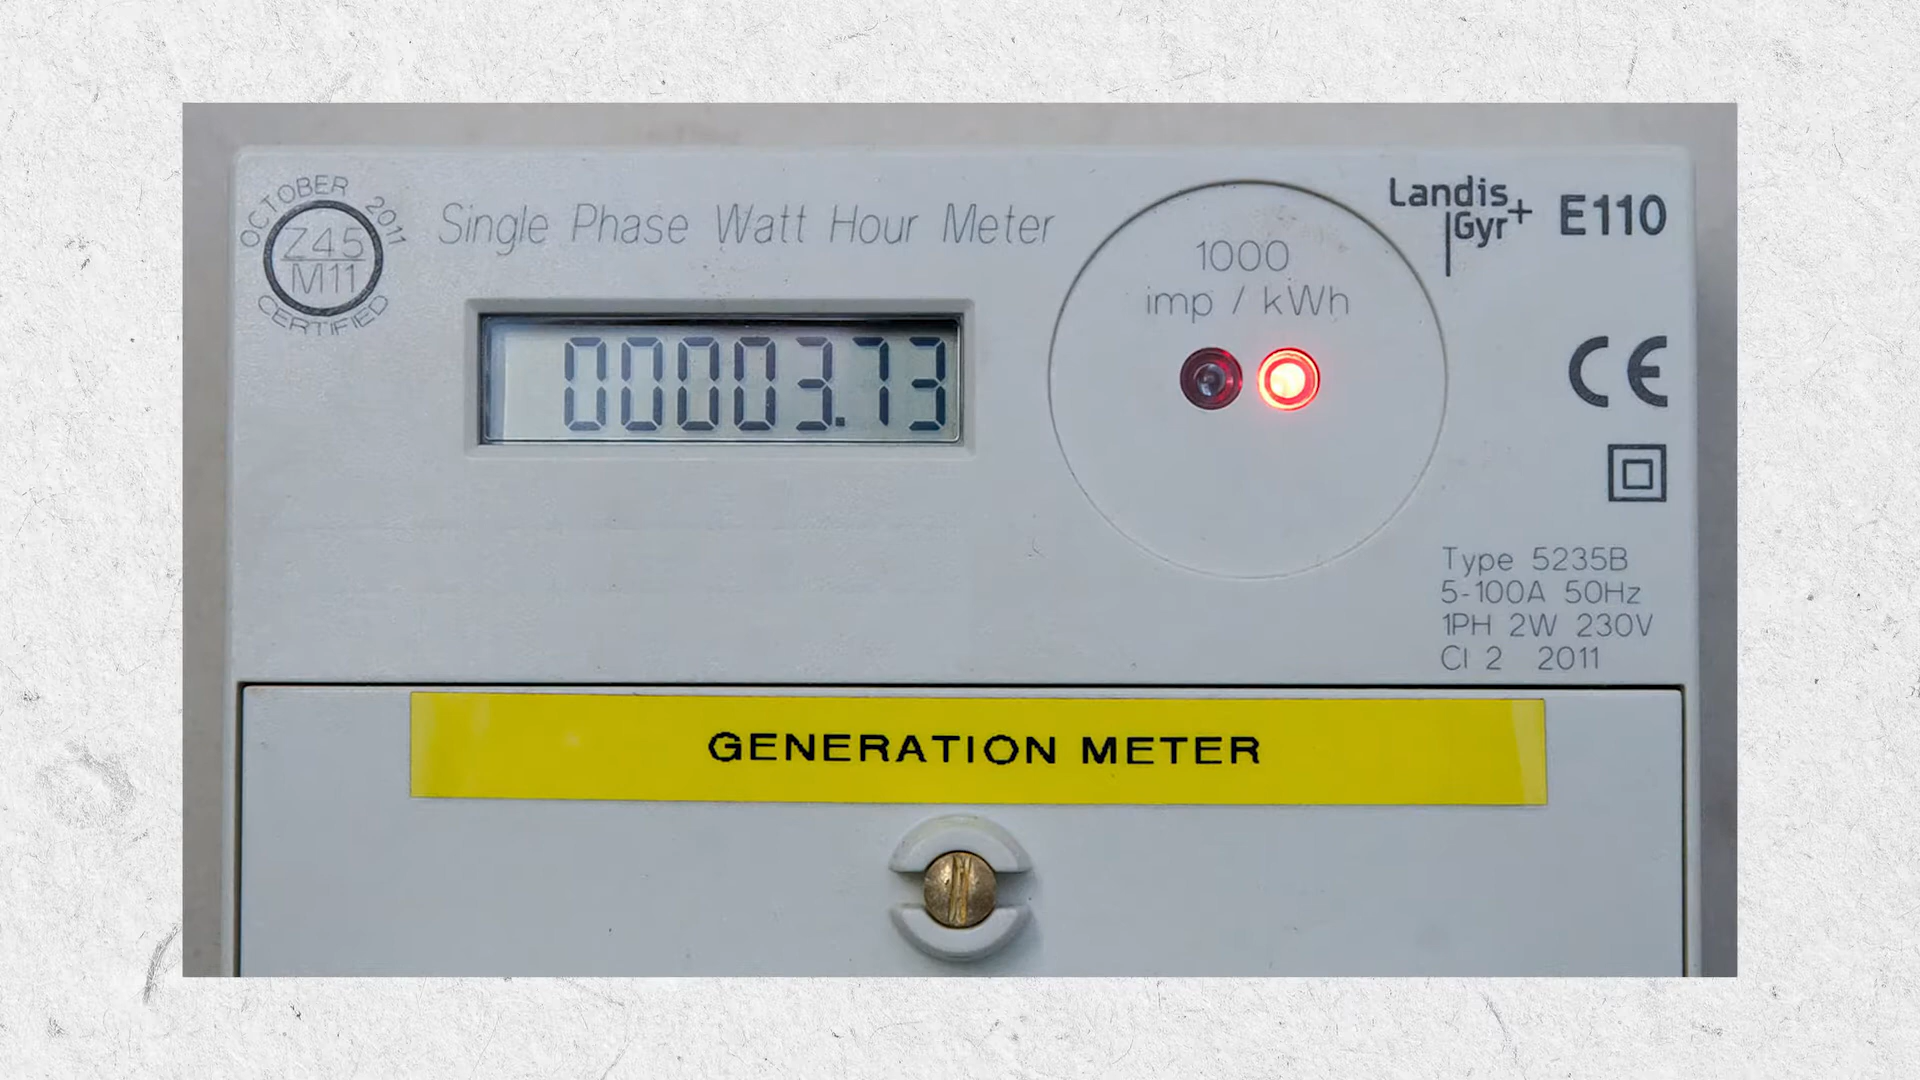 OCTOBER 2011
Z45
M11
CERTIFIED
Single Phase Watt Hour Meter
00003.73
1000
imp / kWh
Landis
Gyr+
E110
CE
Type 5235B
5-100A 50Hz
1PH 2W 230V
Cl 2 2011
GENERATION METER